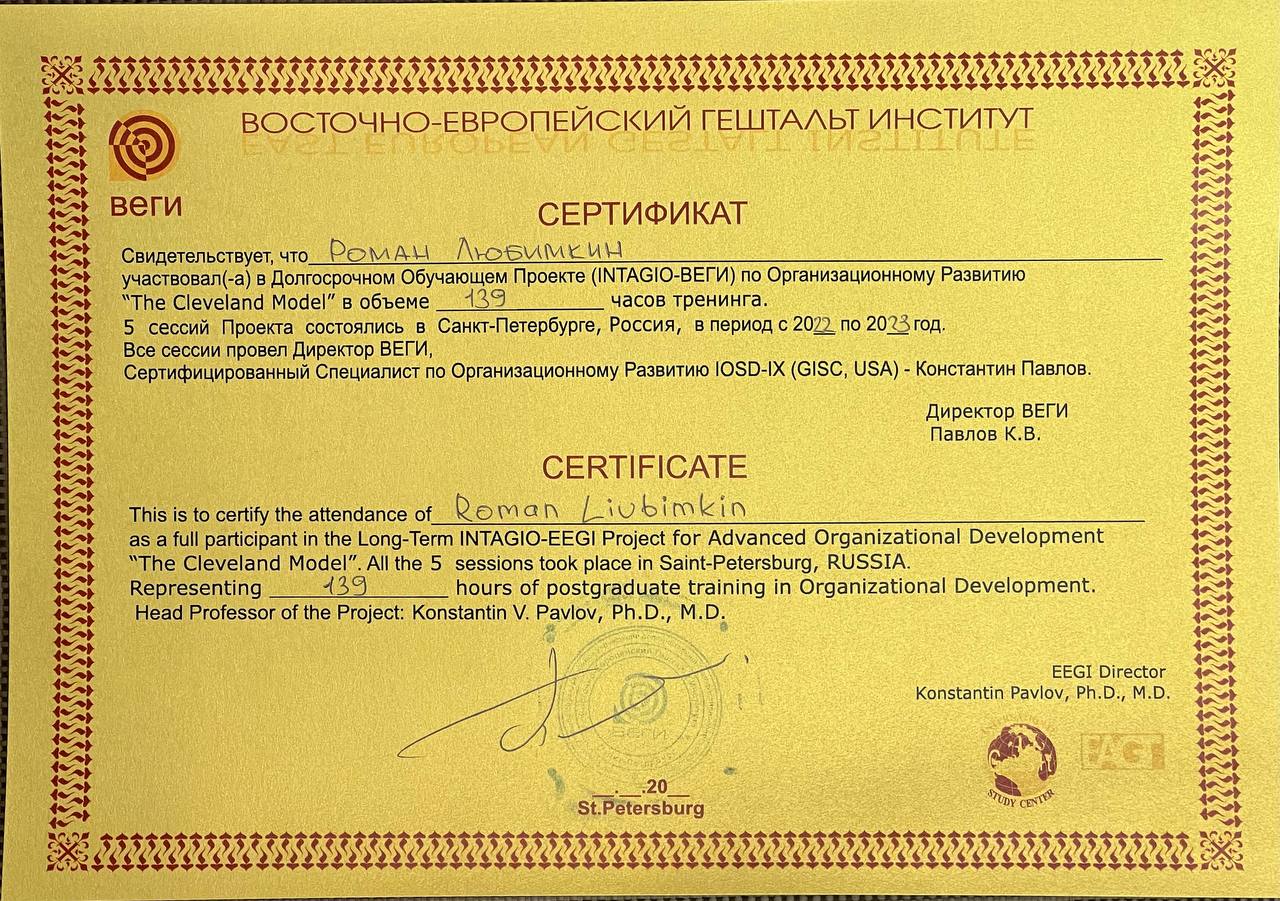 ВОСТОЧНО-ЕВРОПЕЙСКИЙ ГЕШТАЛЬТ ИНСТИТУТ
EAST EUROPEAN GESTALT INSTITUTE
веги
СЕРТИФИКАТ
Свидетельствует, что РОМАН ЛЮБИМКИН
участвовал(-а) в Долгосрочном Обучающем Проекте (INTAGIO-ВЕГИ) по Организационному Развитию
“The Cleveland Model” в объеме 139 часов тренинга.
5 сессий Проекта состоялись в Санкт-Петербурге, Россия, в период с 2022 по 2023 год.
Все сессии провел Директор ВЕГИ,
Сертифицированный Специалист по Организационному Развитию IOSD-IX (GISC, USA) - Константин Павлов.
Директор ВЕГИ
Павлов К.В.
CERTIFICATE
This is to certify the attendance of Roman Liubimkin
as a full participant in the Long-Term INTAGIO-EEGI Project for Advanced Organizational Development
“The Cleveland Model”. All the 5 sessions took place in Saint-Petersburg, RUSSIA.
Representing 139 hours of postgraduate training in Organizational Development.
Head Professor of the Project: Konstantin V. Pavlov, Ph.D., M.D.
EEGI Director
Konstantin Pavlov, Ph.D., M.D.
ВЕГИ
STUDY CENTER
EAGT
__.__.20__
St.Petersburg